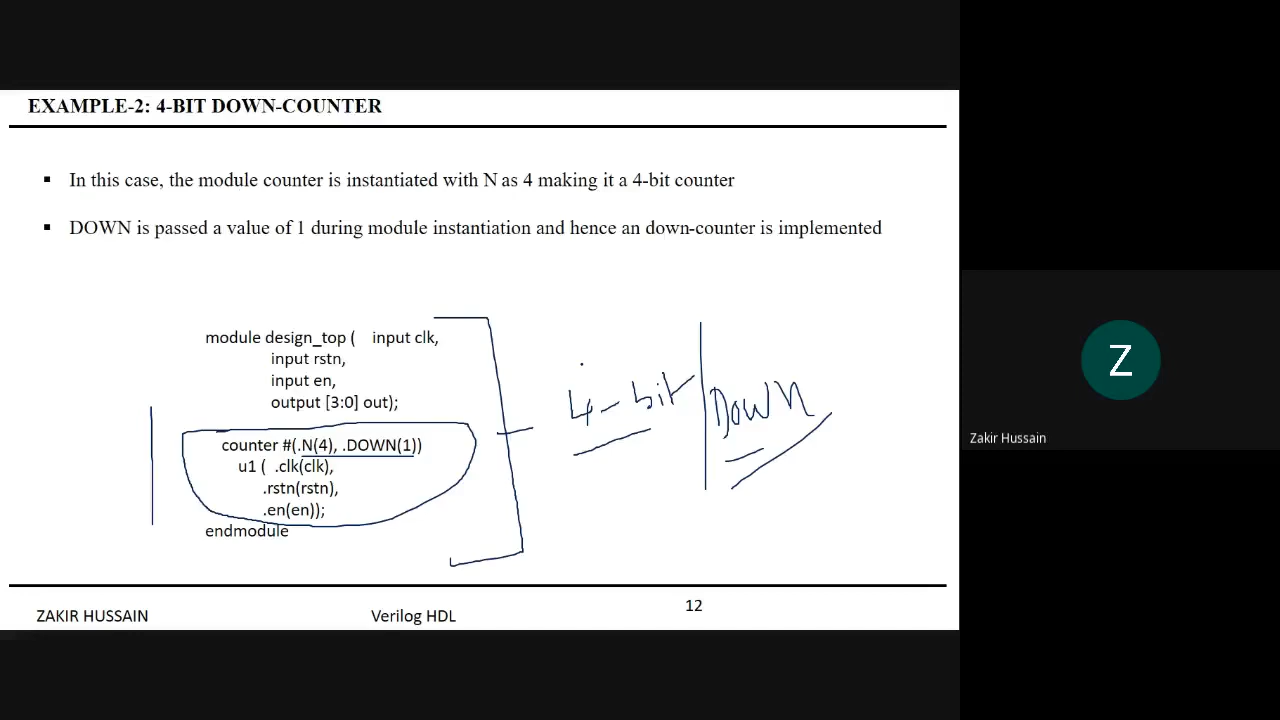 EXAMPLE-2: 4-BIT DOWN-COUNTER
▪ In this case, the module counter is instantiated with N as 4 making it a 4-bit counter
▪ DOWN is passed a value of 1 during module instantiation and hence an down-counter is implemented
module design_top ( input clk,
input rstn,
input en,
output [3:0] out);
counter #(.N(4), .DOWN(1))
u1 ( .clk(clk),
.rstn(rstn),
.en(en));
endmodule
4-bit DOWN
ZAKIR HUSSAIN Verilog HDL 12
Z
Zakir Hussain